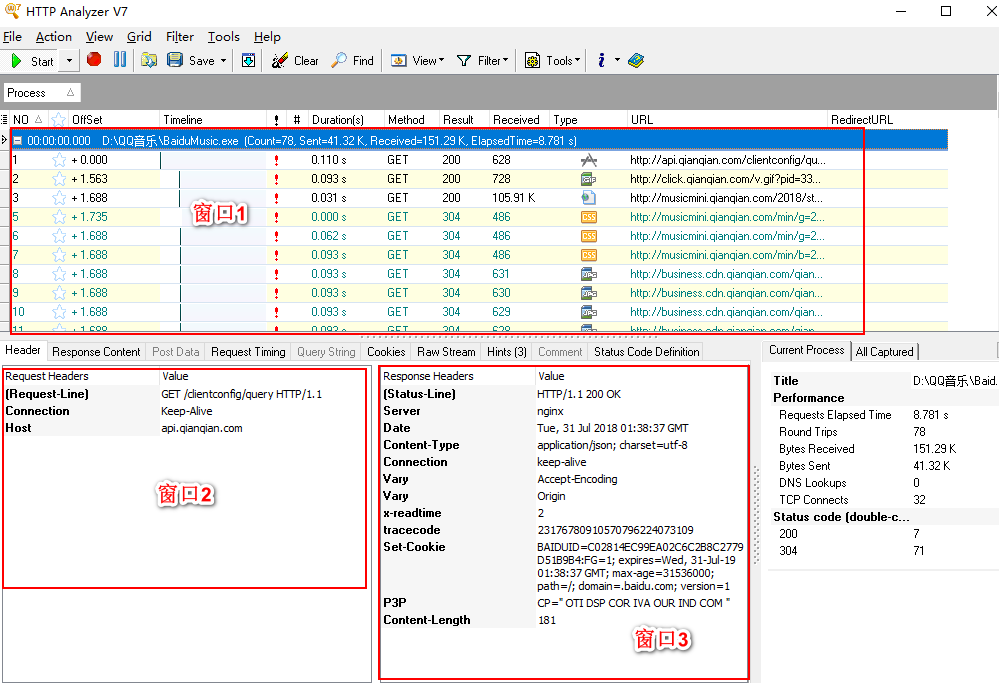 HTTP Analyzer V7
File Action View Grid Filter Tools Help
Start Save Clear Find View Filter Tools
Process
NO OffSet Timeline ! # Duration(s) Method Result Received Type URL RedirectURL
00:00:00.000 D:\QQ音乐\BaiduMusic.exe (Count=78, Sent=41.32 K, Received=151.29 K, ElapsedTime=8.781 s)
1 + 0.000 ! 0.110 s GET 200 628 http://api.qianqian.com/clientconfig/qu...
2 + 1.563 ! 0.093 s GET 200 728 http://click.qianqian.com/v.gif?pid=33...
3 + 1.688 ! 0.031 s GET 200 105.91 K http://musicmini.qianqian.com/2018/st...
5 + 1.735 ! 0.000 s GET 304 486 CSS http://musicmini.qianqian.com/min/g=2...
6 + 1.688 ! 0.062 s GET 304 486 CSS http://musicmini.qianqian.com/min/g=2...
7 + 1.688 ! 0.093 s GET 304 486 CSS http://musicmini.qianqian.com/min/b=2...
8 + 1.688 ! 0.093 s GET 304 631 http://business.cdn.qianqian.com/qian...
9 + 1.688 ! 0.093 s GET 304 630 http://business.cdn.qianqian.com/qian...
10 + 1.688 ! 0.093 s GET 304 629 http://business.cdn.qianqian.com/qian...
11 + 1.688 ! 0.093 s GET 304 628 http://business.cdn.qianqian.com/qian...
窗口1
Header Response Content Post Data Request Timing Query String Cookies Raw Stream Hints (3) Comment Status Code Definition
Request Headers Value
(Request-Line) GET /clientconfig/query HTTP/1.1
Connection Keep-Alive
Host api.qianqian.com
窗口2
Response Headers Value
(Status-Line) HTTP/1.1 200 OK
Server nginx
Date Tue, 31 Jul 2018 01:38:37 GMT
Content-Type application/json; charset=utf-8
Connection keep-alive
Vary Accept-Encoding
Vary Origin
x-readtime 2
tracecode 23176780910570796224073109
Set-Cookie BAIDUID=C02814EC99EA02C6C2B8C2779
D51B9B4:FG=1; expires=Wed, 31-Jul-19
01:38:37 GMT; max-age=31536000;
path=/; domain=.baidu.com; version=1
P3P CP=" OTI DSP COR IVA OUR IND COM "
Content-Length 181
窗口3
Current Process All Captured
Title D:\QQ音乐\Baid.
Performance
Requests Elapsed Time 8.781 s
Round Trips 78
Bytes Received 151.29 K
Bytes Sent 41.32 K
DNS Lookups 0
TCP Connects 32
Status code (double-c...
200 7
304 71